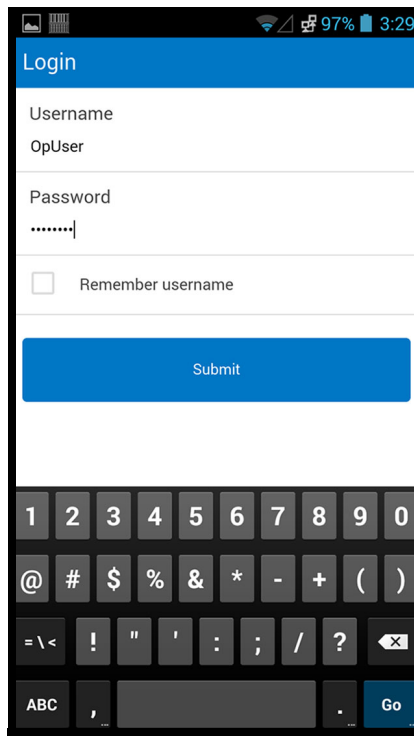 97% 3:29
Login
Username
OpUser
Password
••••••••
Remember username
Submit
1 2 3 4 5 6 7 8 9 0
@ # $ % & * - + ( )
= \ < ! " ' : ; / ?
ABC , . Go